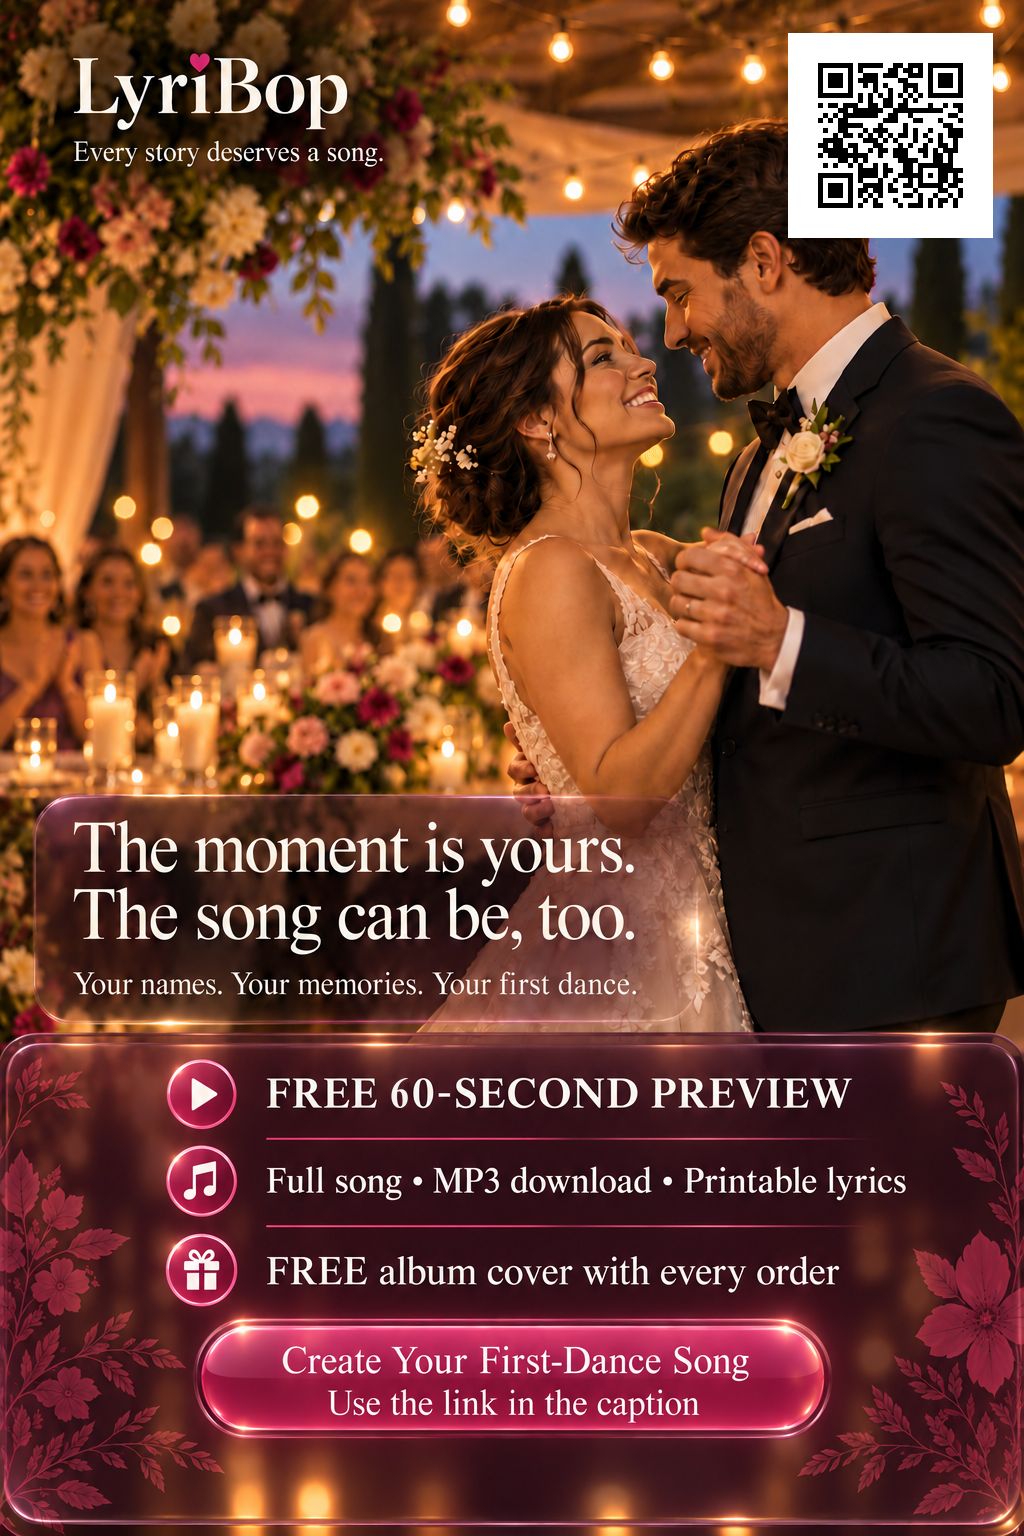 LyriBop
Every story deserves a song.
The moment is yours.
The song can be, too.
Your names. Your memories. Your first dance.
FREE 60-SECOND PREVIEW
Full song • MP3 download • Printable lyrics
FREE album cover with every order
Create Your First-Dance Song
Use the link in the caption